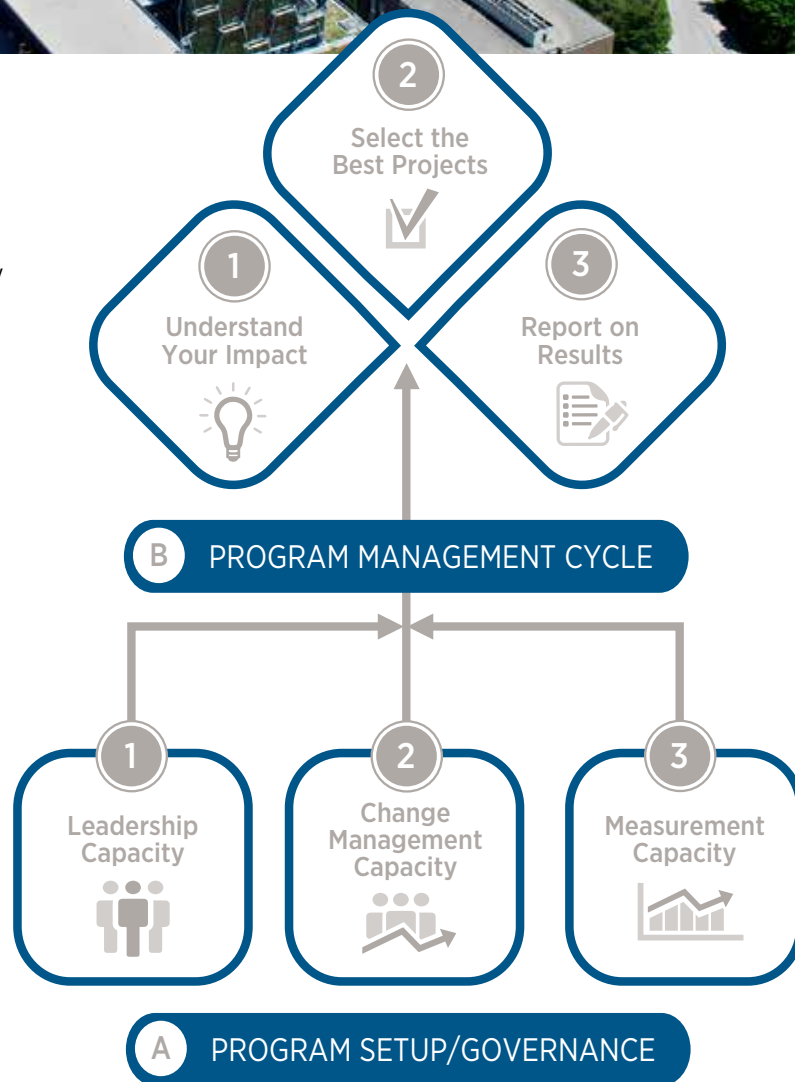 2
Select the
Best Projects
1
Understand
Your Impact
3
Report on
Results
B PROGRAM MANAGEMENT CYCLE
1
Leadership
Capacity
2
Change
Management
Capacity
3
Measurement
Capacity
A PROGRAM SETUP/GOVERNANCE